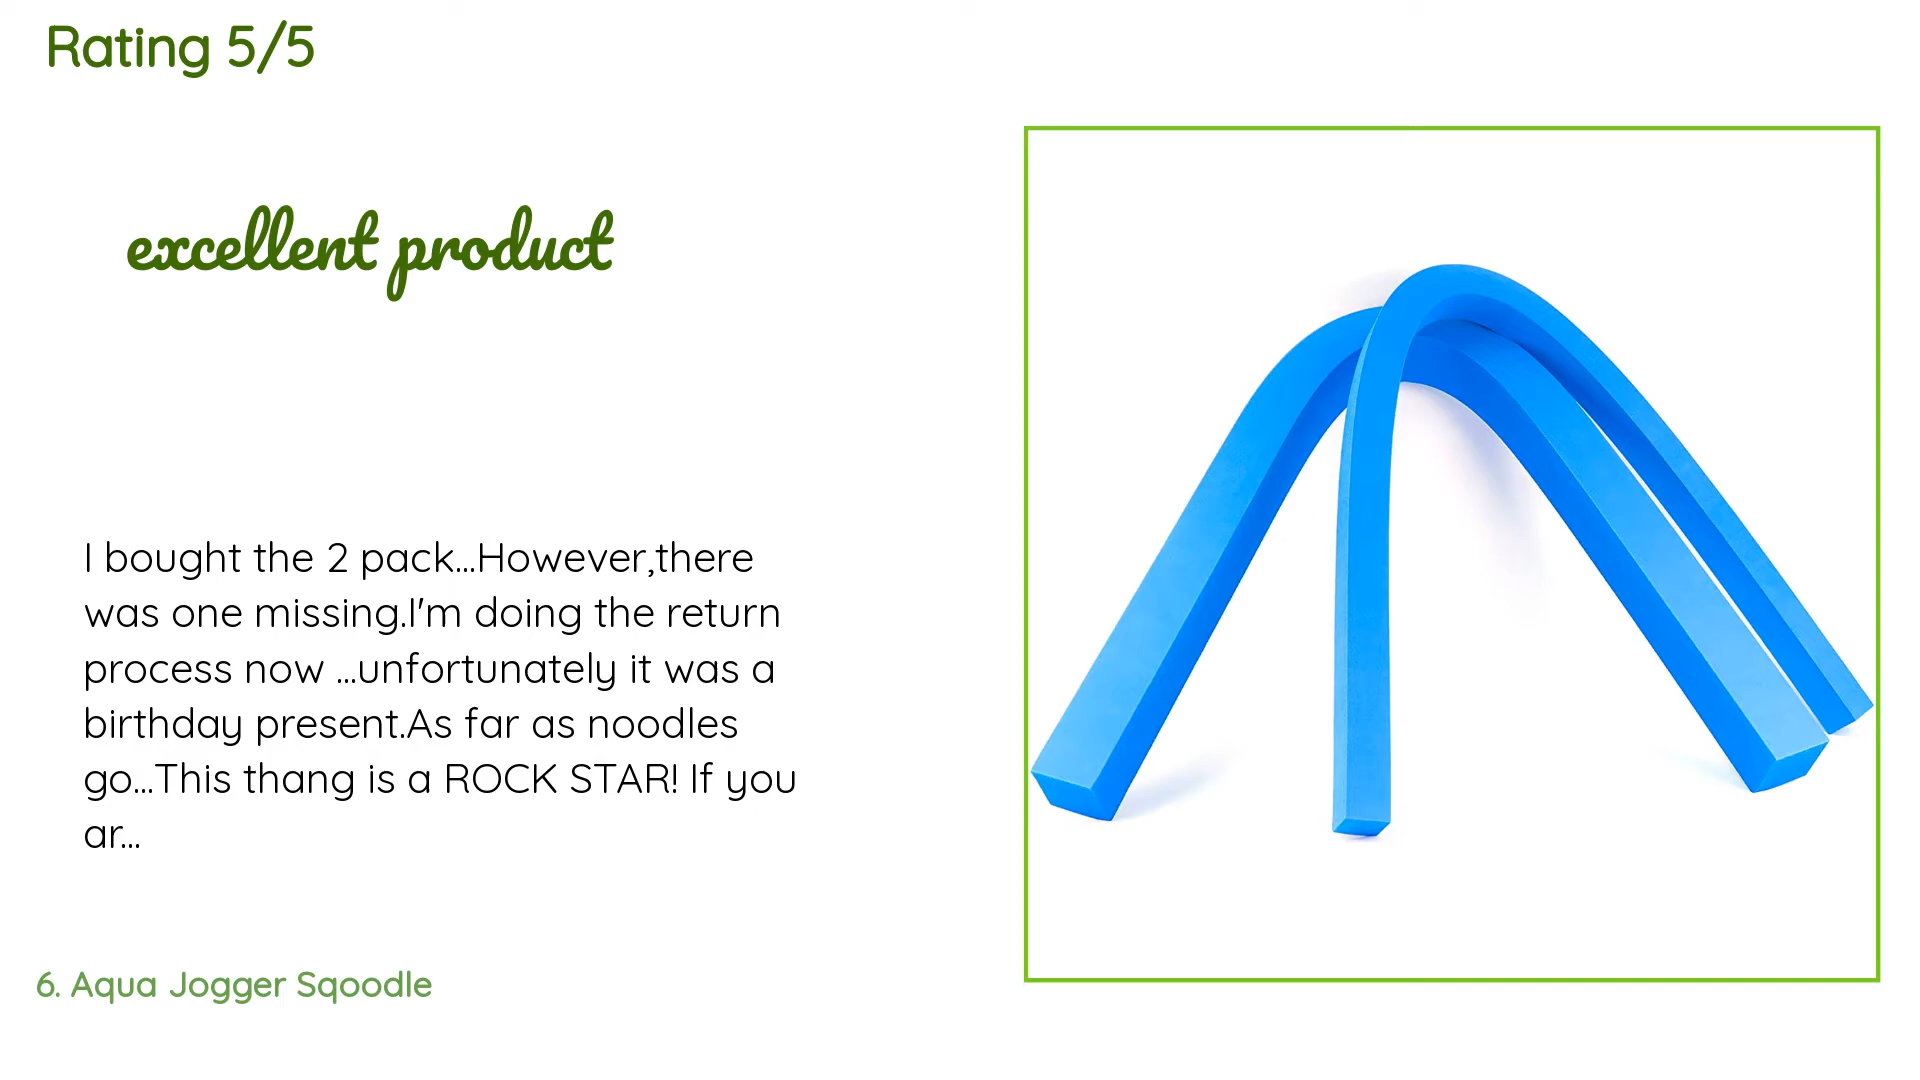 Rating 5/5
excellent product
I bought the 2 pack...However,there
was one missing.I'm doing the return
process now ...unfortunately it was a
birthday present.As far as noodles
go...This thang is a ROCK STAR! If you
ar...
6. Aqua Jogger Sqoodle